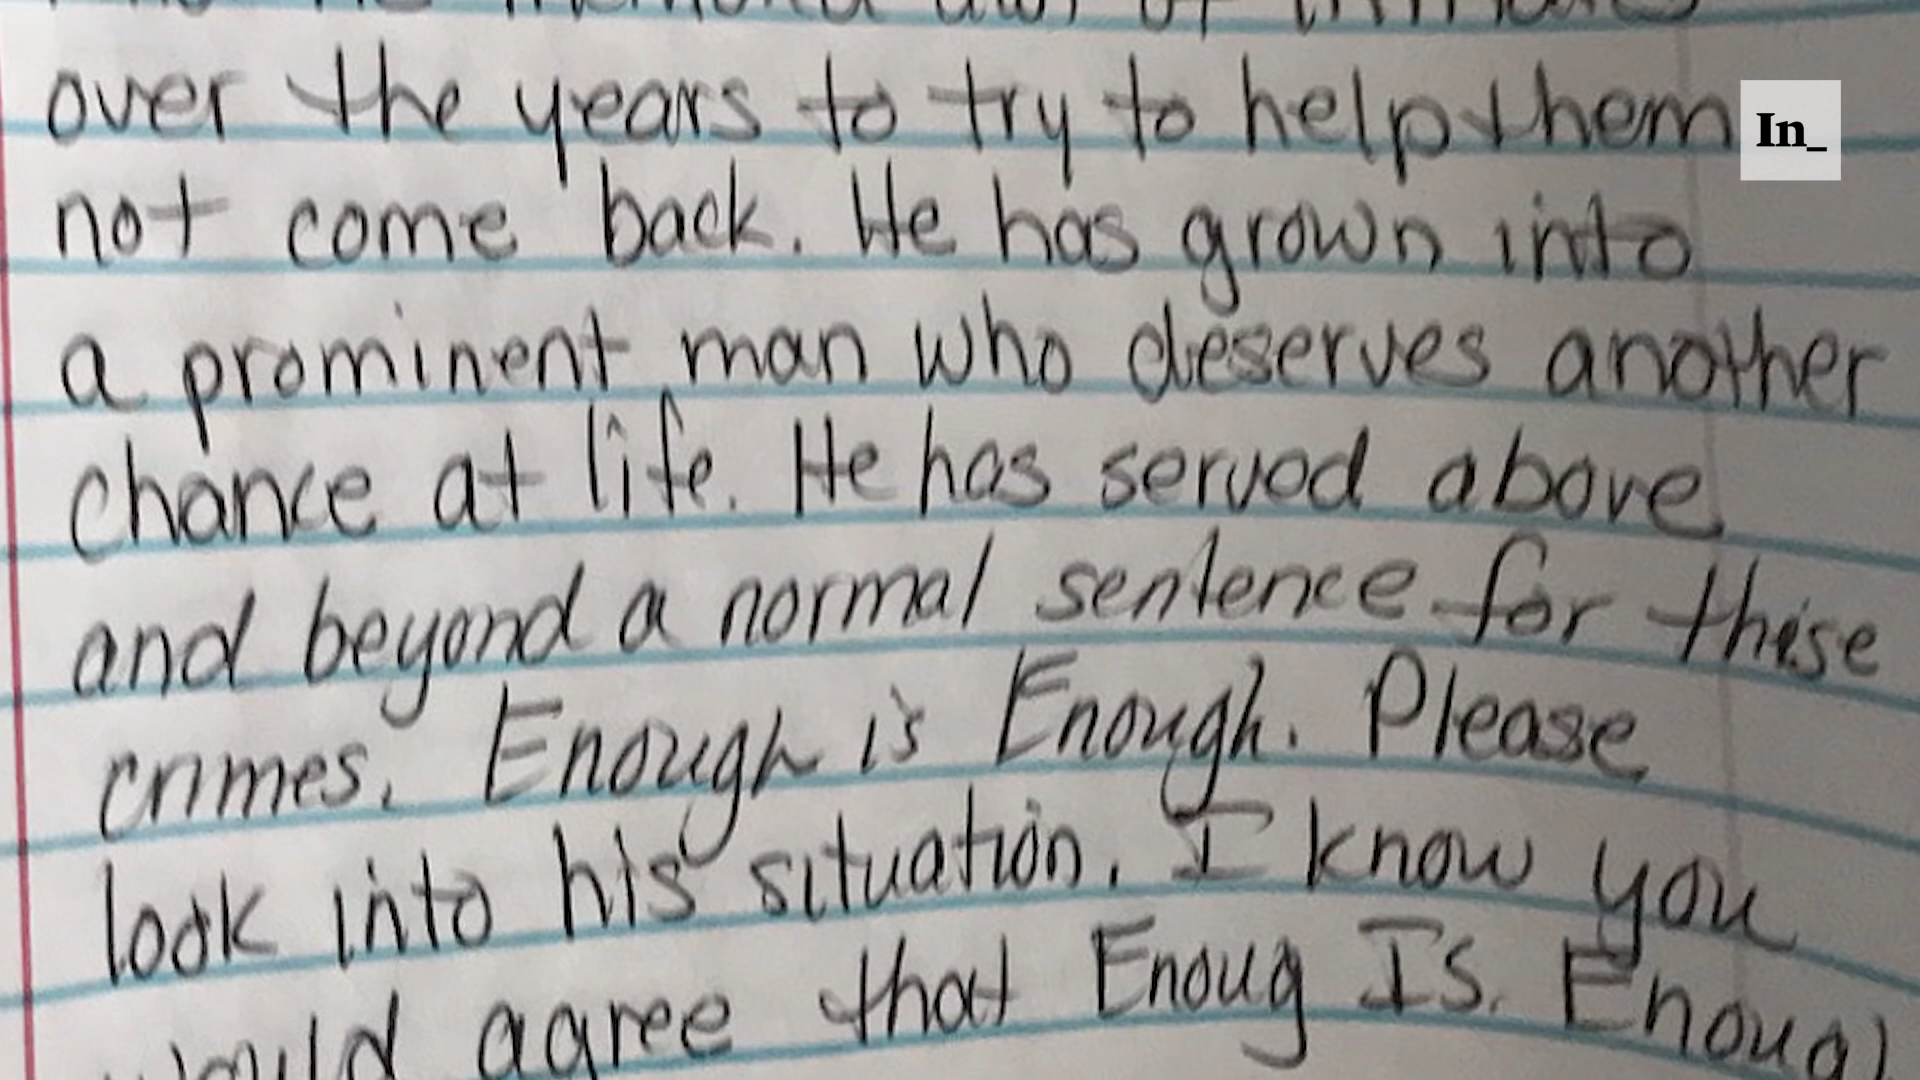 over the years to try to help them
In_
not come back. He has grown into
a prominent man who deserves another
chance at life. He has served above
and beyond a normal sentence for these
crimes. Enough is Enough. Please
look into his situation. I know you
would agree that Enoug Is. Enough